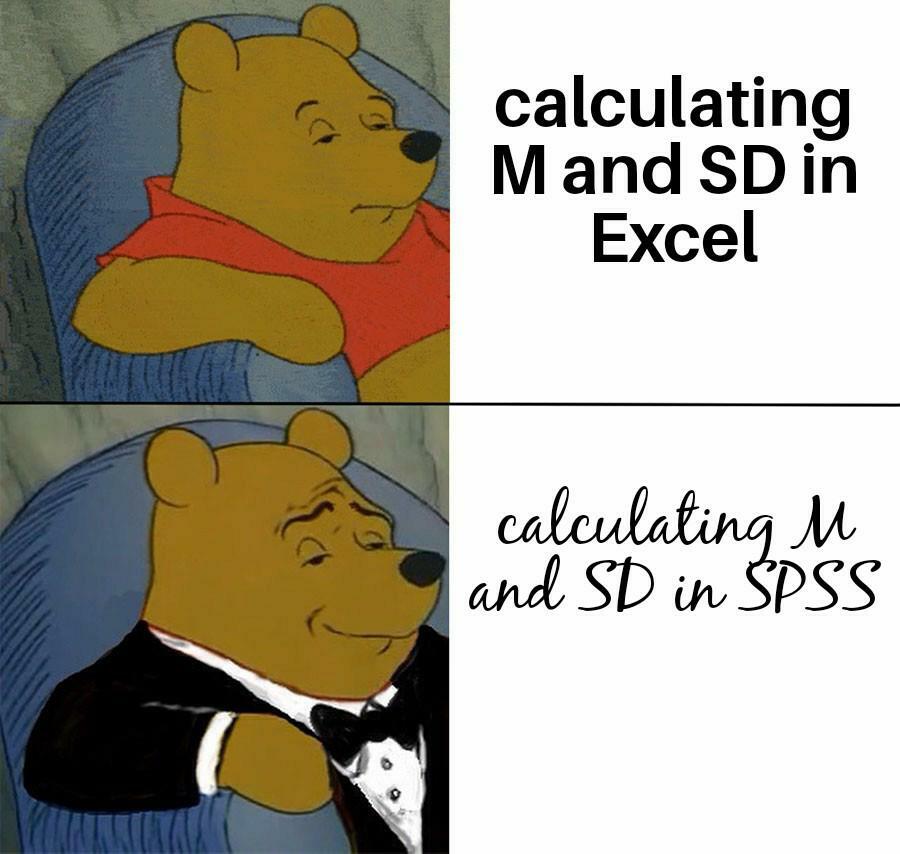 calculating
M and SD in
Excel
calculating M
and SD in SPSS